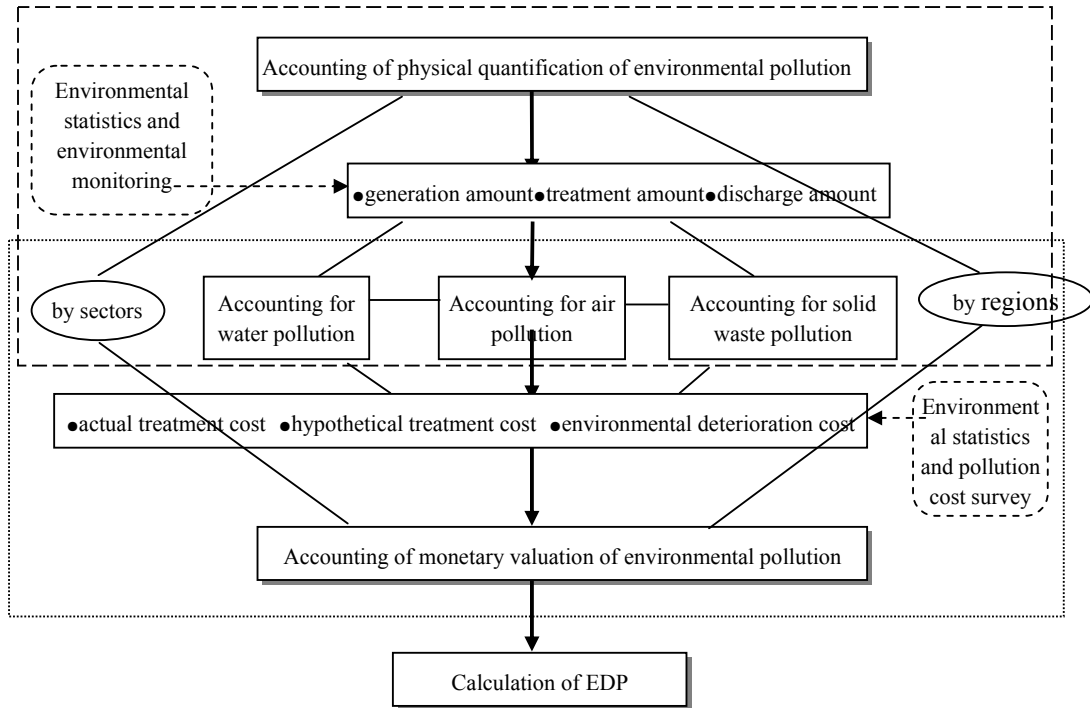 Accounting of physical quantification of environmental pollution
Environmental
statistics and
environmental
monitoring
●generation amount●treatment amount●discharge amount
by sectors
Accounting for
water pollution
Accounting for air
pollution
Accounting for solid
waste pollution
by regions
●actual treatment cost ●hypothetical treatment cost ●environmental deterioration cost
Environment
al statistics
and pollution
cost survey
Accounting of monetary valuation of environmental pollution
Calculation of EDP